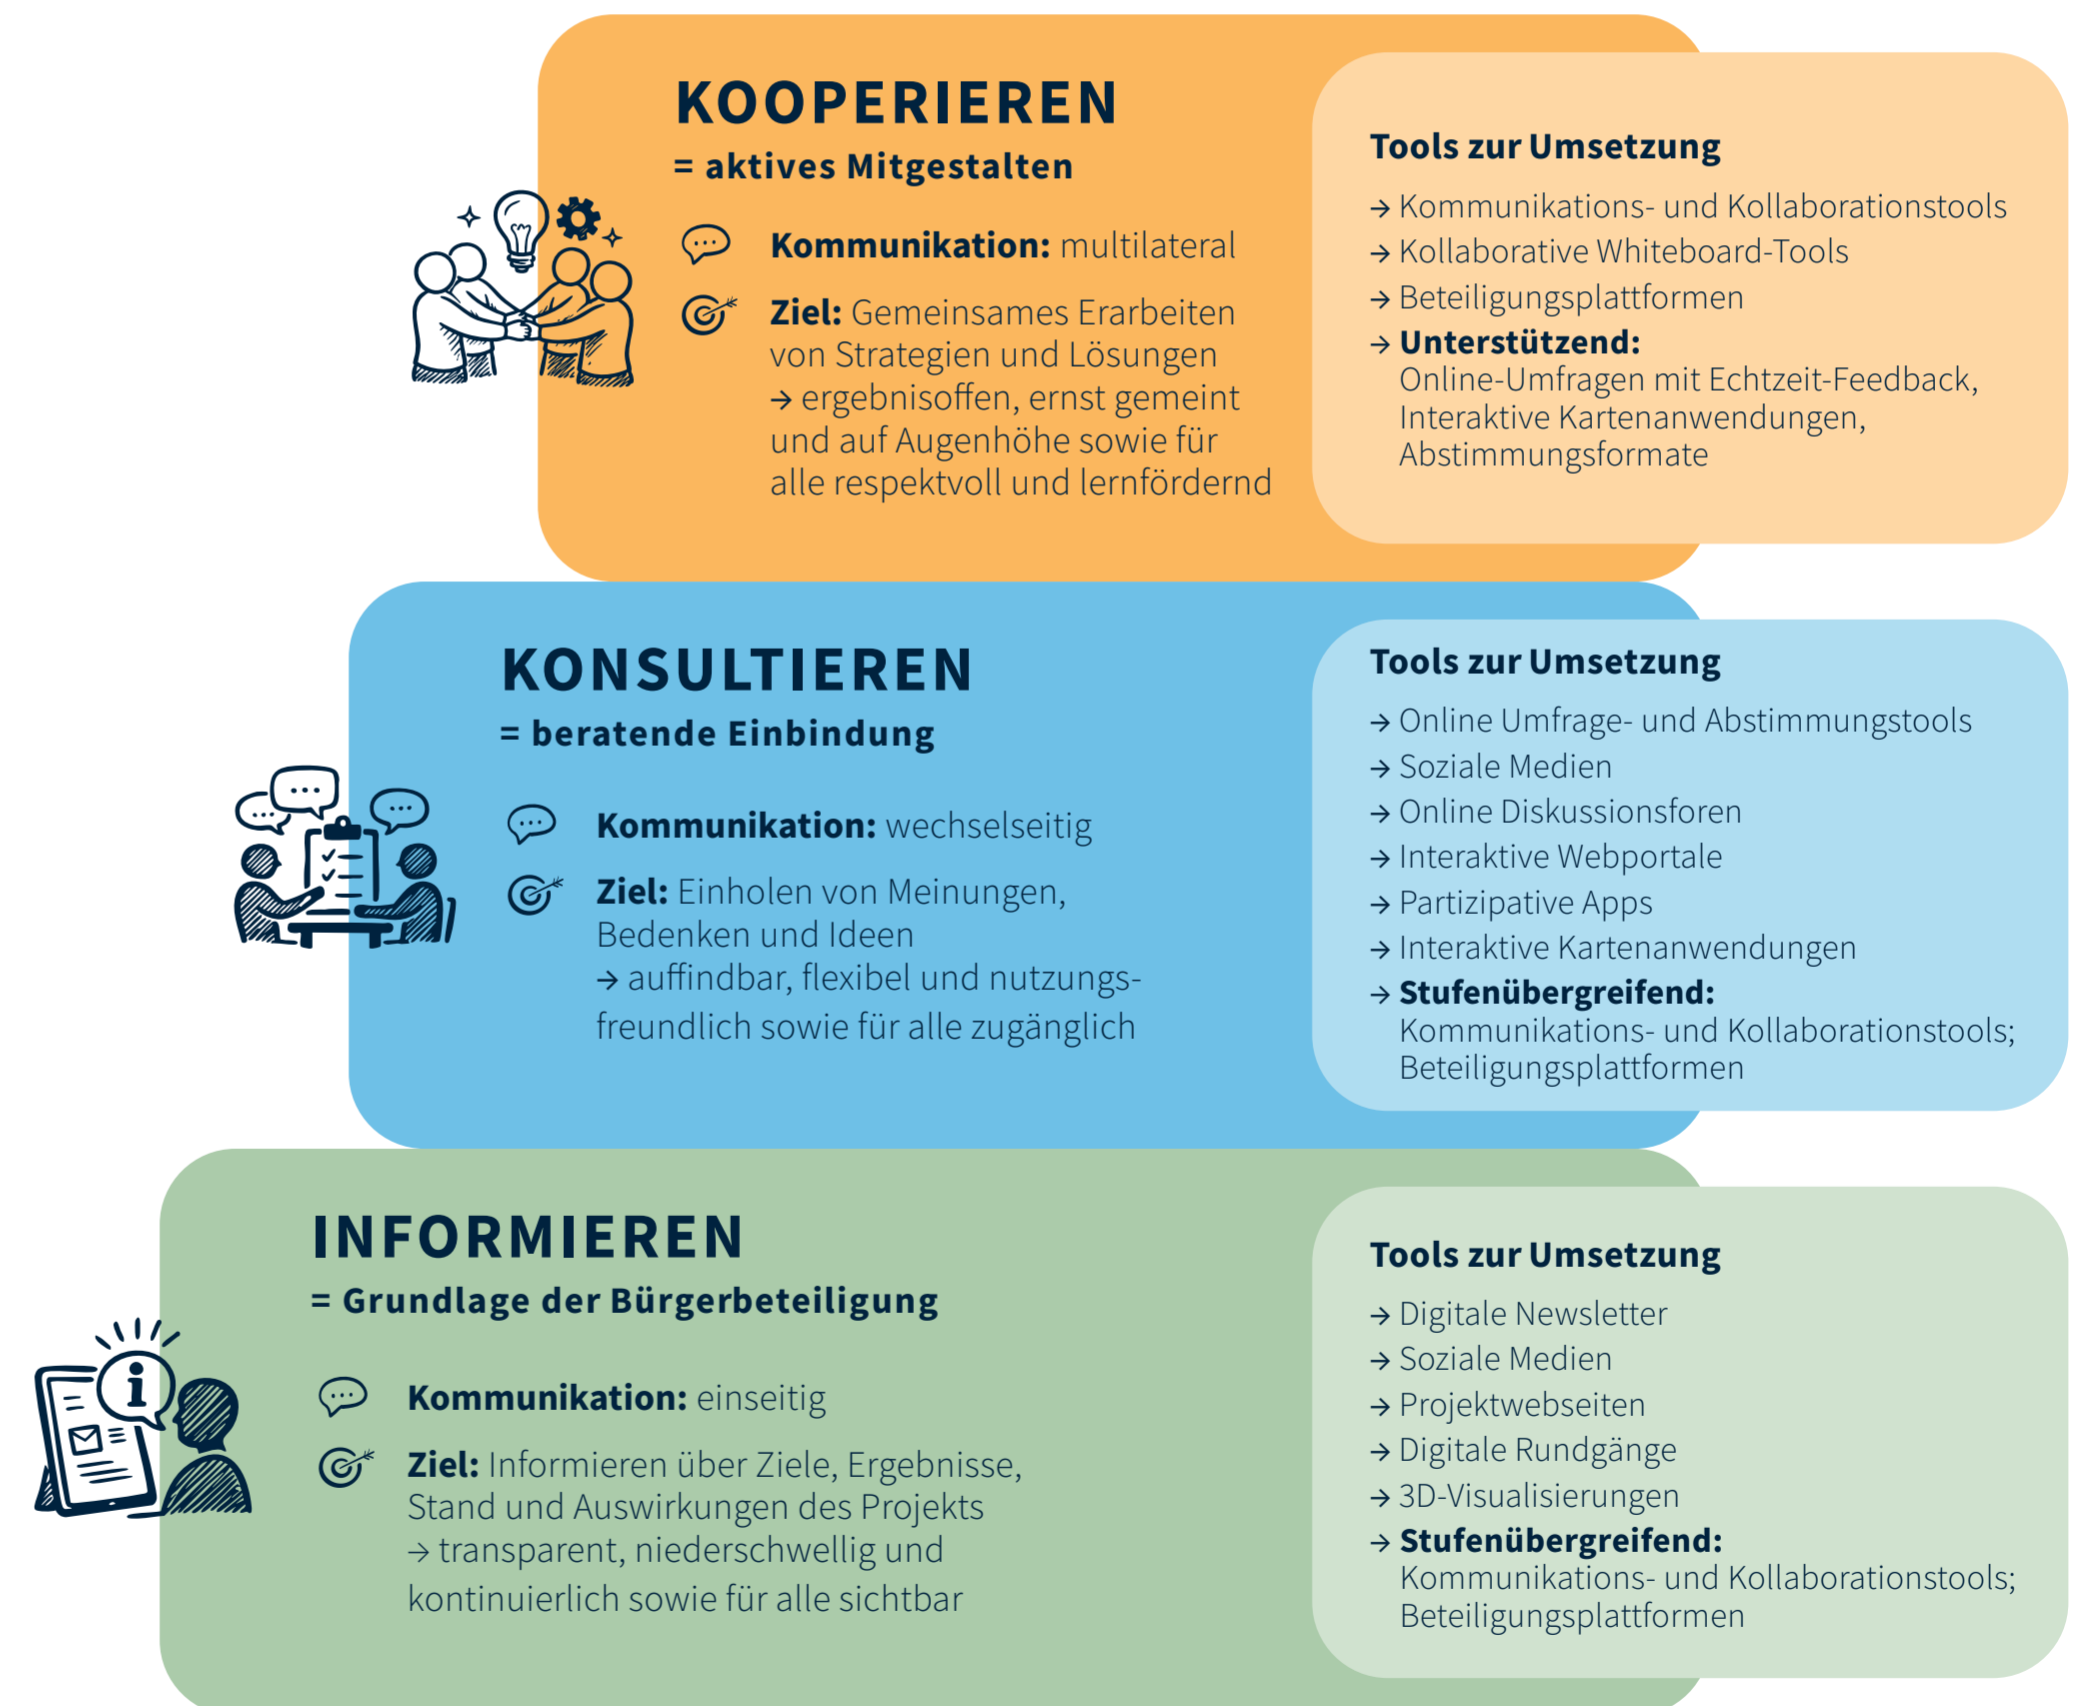 KOOPERIEREN
= aktives Mitgestalten
Kommunikation: multilateral
Ziel: Gemeinsames Erarbeiten
von Strategien und Lösungen
→ ergebnisoffen, ernst gemeint
und auf Augenhöhe sowie für
alle respektvoll und lernfördernd
Tools zur Umsetzung
→ Kommunikations- und Kollaborationstools
→ Kollaborative Whiteboard-Tools
→ Beteiligungsplattformen
→ Unterstützend:
Online-Umfragen mit Echtzeit-Feedback,
Interaktive Kartenanwendungen,
Abstimmungsformate
KONSULTIEREN
= beratende Einbindung
Kommunikation: wechselseitig
Ziel: Einholen von Meinungen,
Bedenken und Ideen
→ auffindbar, flexibel und nutzungs-
freundlich sowie für alle zugänglich
Tools zur Umsetzung
→ Online Umfrage- und Abstimmungstools
→ Soziale Medien
→ Online Diskussionsforen
→ Interaktive Webportale
→ Partizipative Apps
→ Interaktive Kartenanwendungen
→ Stufenübergreifend:
Kommunikations- und Kollaborationstools;
Beteiligungsplattformen
INFORMIEREN
= Grundlage der Bürgerbeteiligung
i
Kommunikation: einseitig
Ziel: Informieren über Ziele, Ergebnisse,
Stand und Auswirkungen des Projekts
→ transparent, niederschwellig und
kontinuierlich sowie für alle sichtbar
Tools zur Umsetzung
→ Digitale Newsletter
→ Soziale Medien
→ Projektwebseiten
→ Digitale Rundgänge
→ 3D-Visualisierungen
→ Stufenübergreifend:
Kommunikations- und Kollaborationstools;
Beteiligungsplattformen